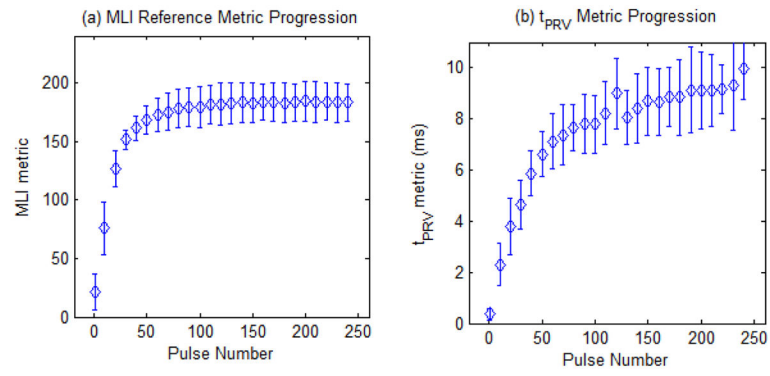 (a) MLI Reference Metric Progression
200
150
100
50
0
MLI metric
0 50 100 150 200 250
Pulse Number
(b) tPRV Metric Progression
10
8
6
4
2
0
tPRV metric (ms)
0 50 100 150 200 250
Pulse Number